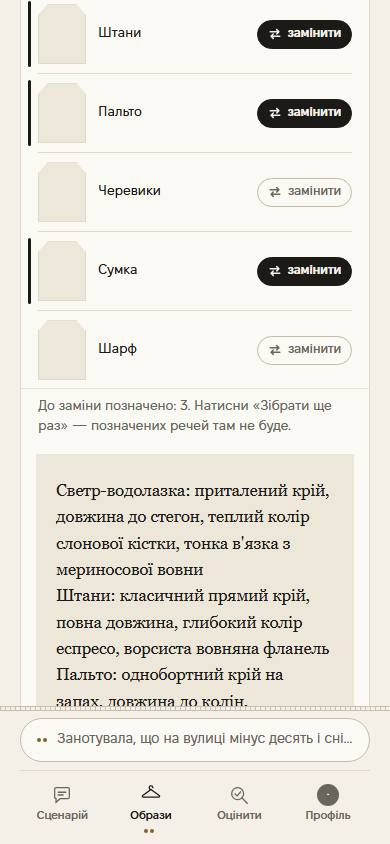 Штани
замінити
Пальто
замінити
Черевики
замінити
Сумка
замінити
Шарф
замінити
До заміни позначено: 3. Натисни «Зібрати ще
раз» — позначених речей там не буде.
Светр-водолазка: приталений крій,
довжина до стегон, теплий колір
слонової кістки, тонка в'язка з
мериносової вовни
Штани: класичний прямий крій,
повна довжина, глибокий колір
еспресо, ворсиста вовняна фланель
Пальто: однобортний крій на
запах, довжина до колін,
Занотувала, що на вулиці мінус десять і сні...
Сценарій
Образи
Оцінити
Профіль